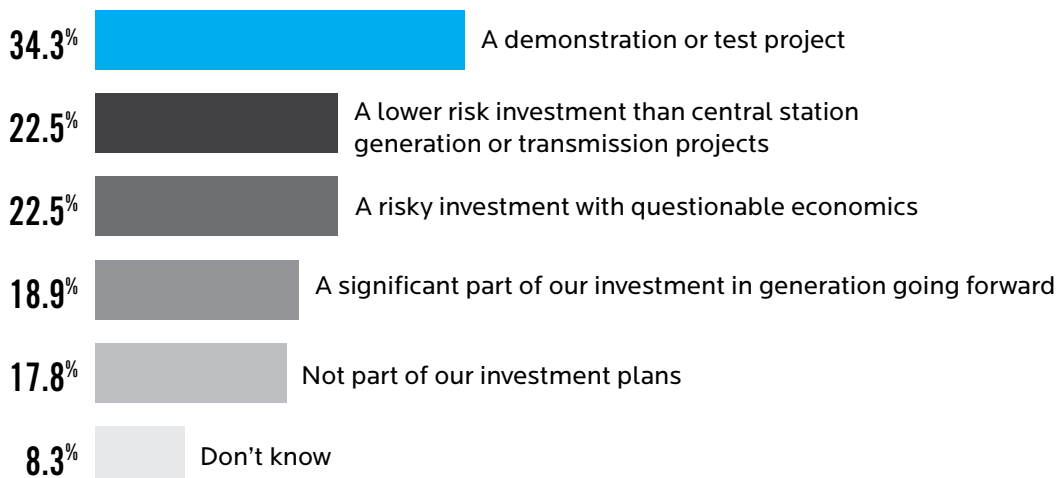 34.3% A demonstration or test project
22.5% A lower risk investment than central station
generation or transmission projects
22.5% A risky investment with questionable economics
18.9% A significant part of our investment in generation going forward
17.8% Not part of our investment plans
8.3% Don’t know